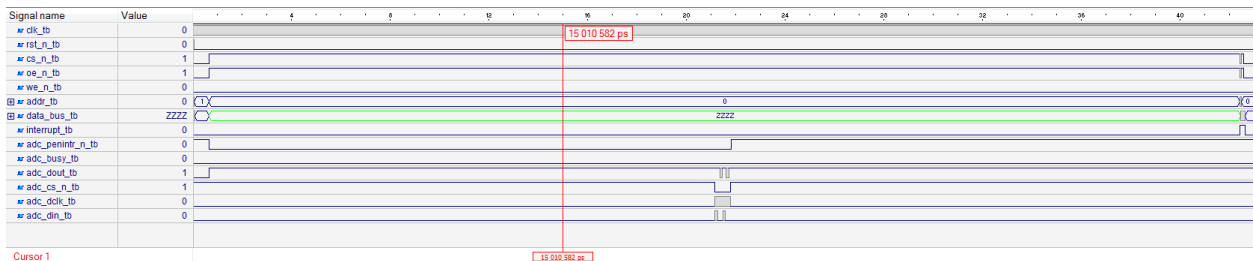 Signal name Value 4 8 12 16 20 24 28 32 36 40
clk_tb 0 15 010 582 ps
rst_n_tb 0
cs_n_tb 1
oe_n_tb 1
we_n_tb 0
addr_tb 0 1 0 0
data_bus_tb ZZZZ ZZZZ
interrupt_tb 0
adc_penintr_n_tb 0
adc_busy_tb 0
adc_dout_tb 1
adc_cs_n_tb 1
adc_dclk_tb 0
adc_din_tb 0
Cursor 1 15 010 582 ps